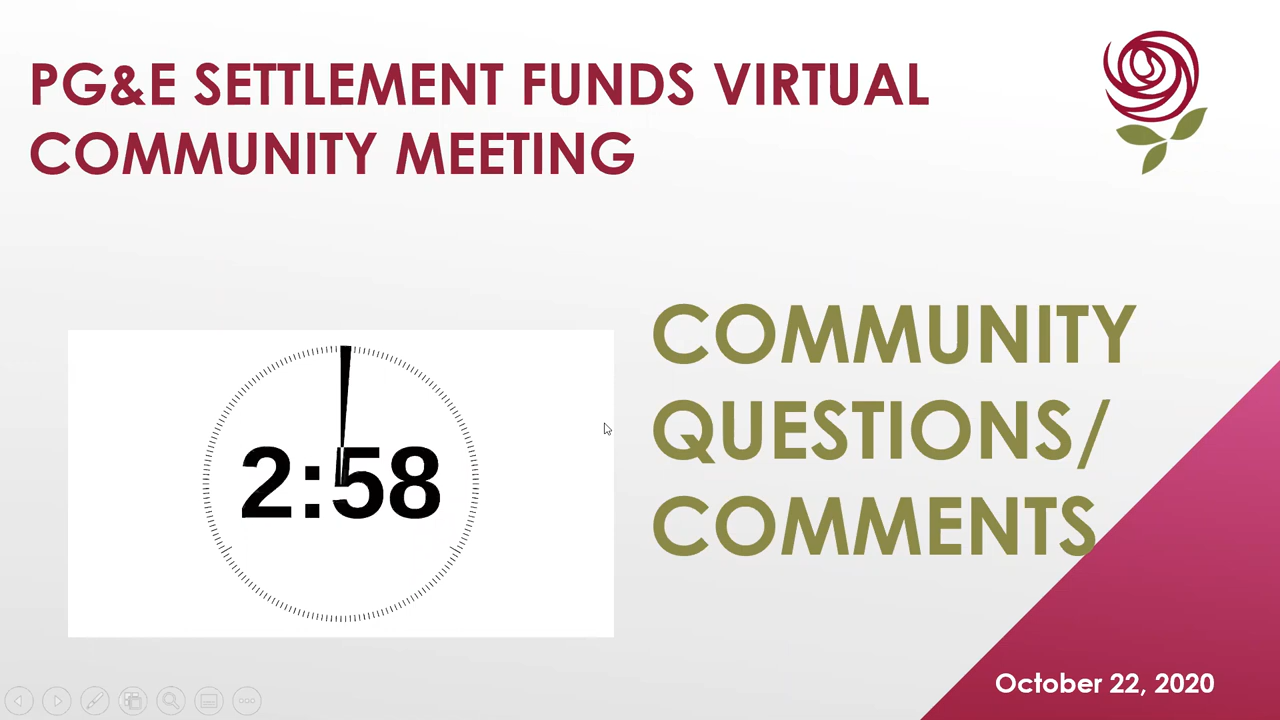 PG&E SETTLEMENT FUNDS VIRTUAL
COMMUNITY MEETING
2:58
COMMUNITY
QUESTIONS/
COMMENTS
October 22, 2020